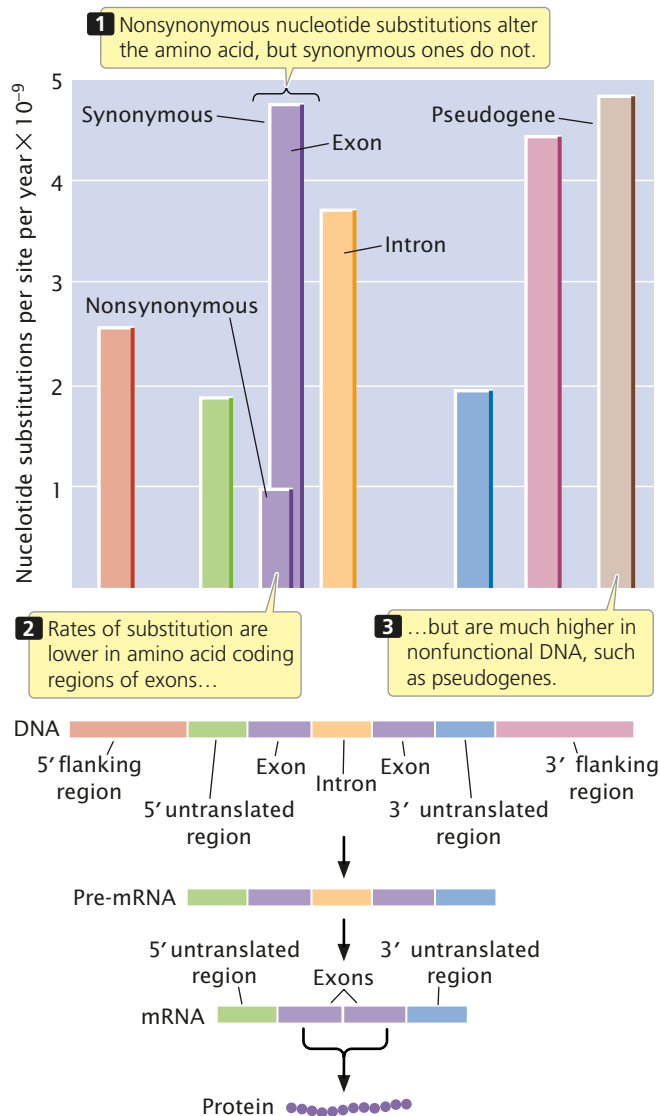 1 Nonsynonymous nucleotide substitutions alter
the amino acid, but synonymous ones do not.
Nucelotide substitutions per site per year × 10⁻⁹
5
4
3
2
1
Synonymous
Exon
Pseudogene
Intron
Nonsynonymous
2 Rates of substitution are
lower in amino acid coding
regions of exons…
3 …but are much higher in
nonfunctional DNA, such
as pseudogenes.
DNA
5′ flanking
region
5′ untranslated
region
Exon
Intron
Exon
3′ untranslated
region
3′ flanking
region
Pre-mRNA
5′ untranslated
region
Exons
3′ untranslated
region
mRNA
Protein